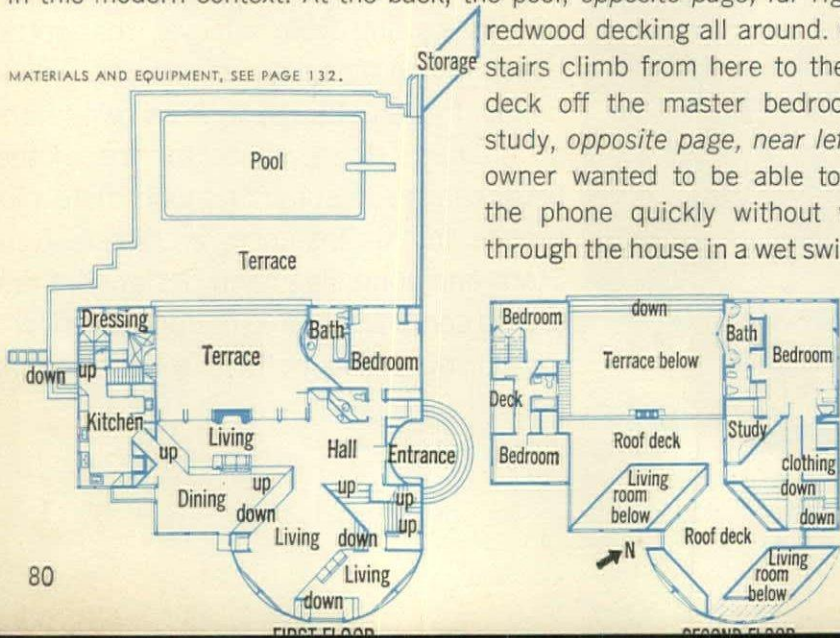 in this modern context. At the back, the pool, opposite page, far
redwood decking all around.
stairs climb from here to the
deck off the master
study, opposite page, near
owner wanted to be able to
the phone quickly without
through the house in a wet
MATERIALS AND EQUIPMENT, SEE PAGE 132.
Storage
Pool
Terrace
Dressing
Bath
Terrace
Bedroom
down
up
Kitchen
Living
up
Hall
Entrance
Dining
up
down
up
up
up
Living
down
Living
down
FIRST FLOOR
Bedroom
down
Bath
Terrace below
Bedroom
Deck
Roof deck
Study
Bedroom
Living
room
below
clothing
down
down
Roof deck
N
Living
room
below
SECOND FLOOR
80